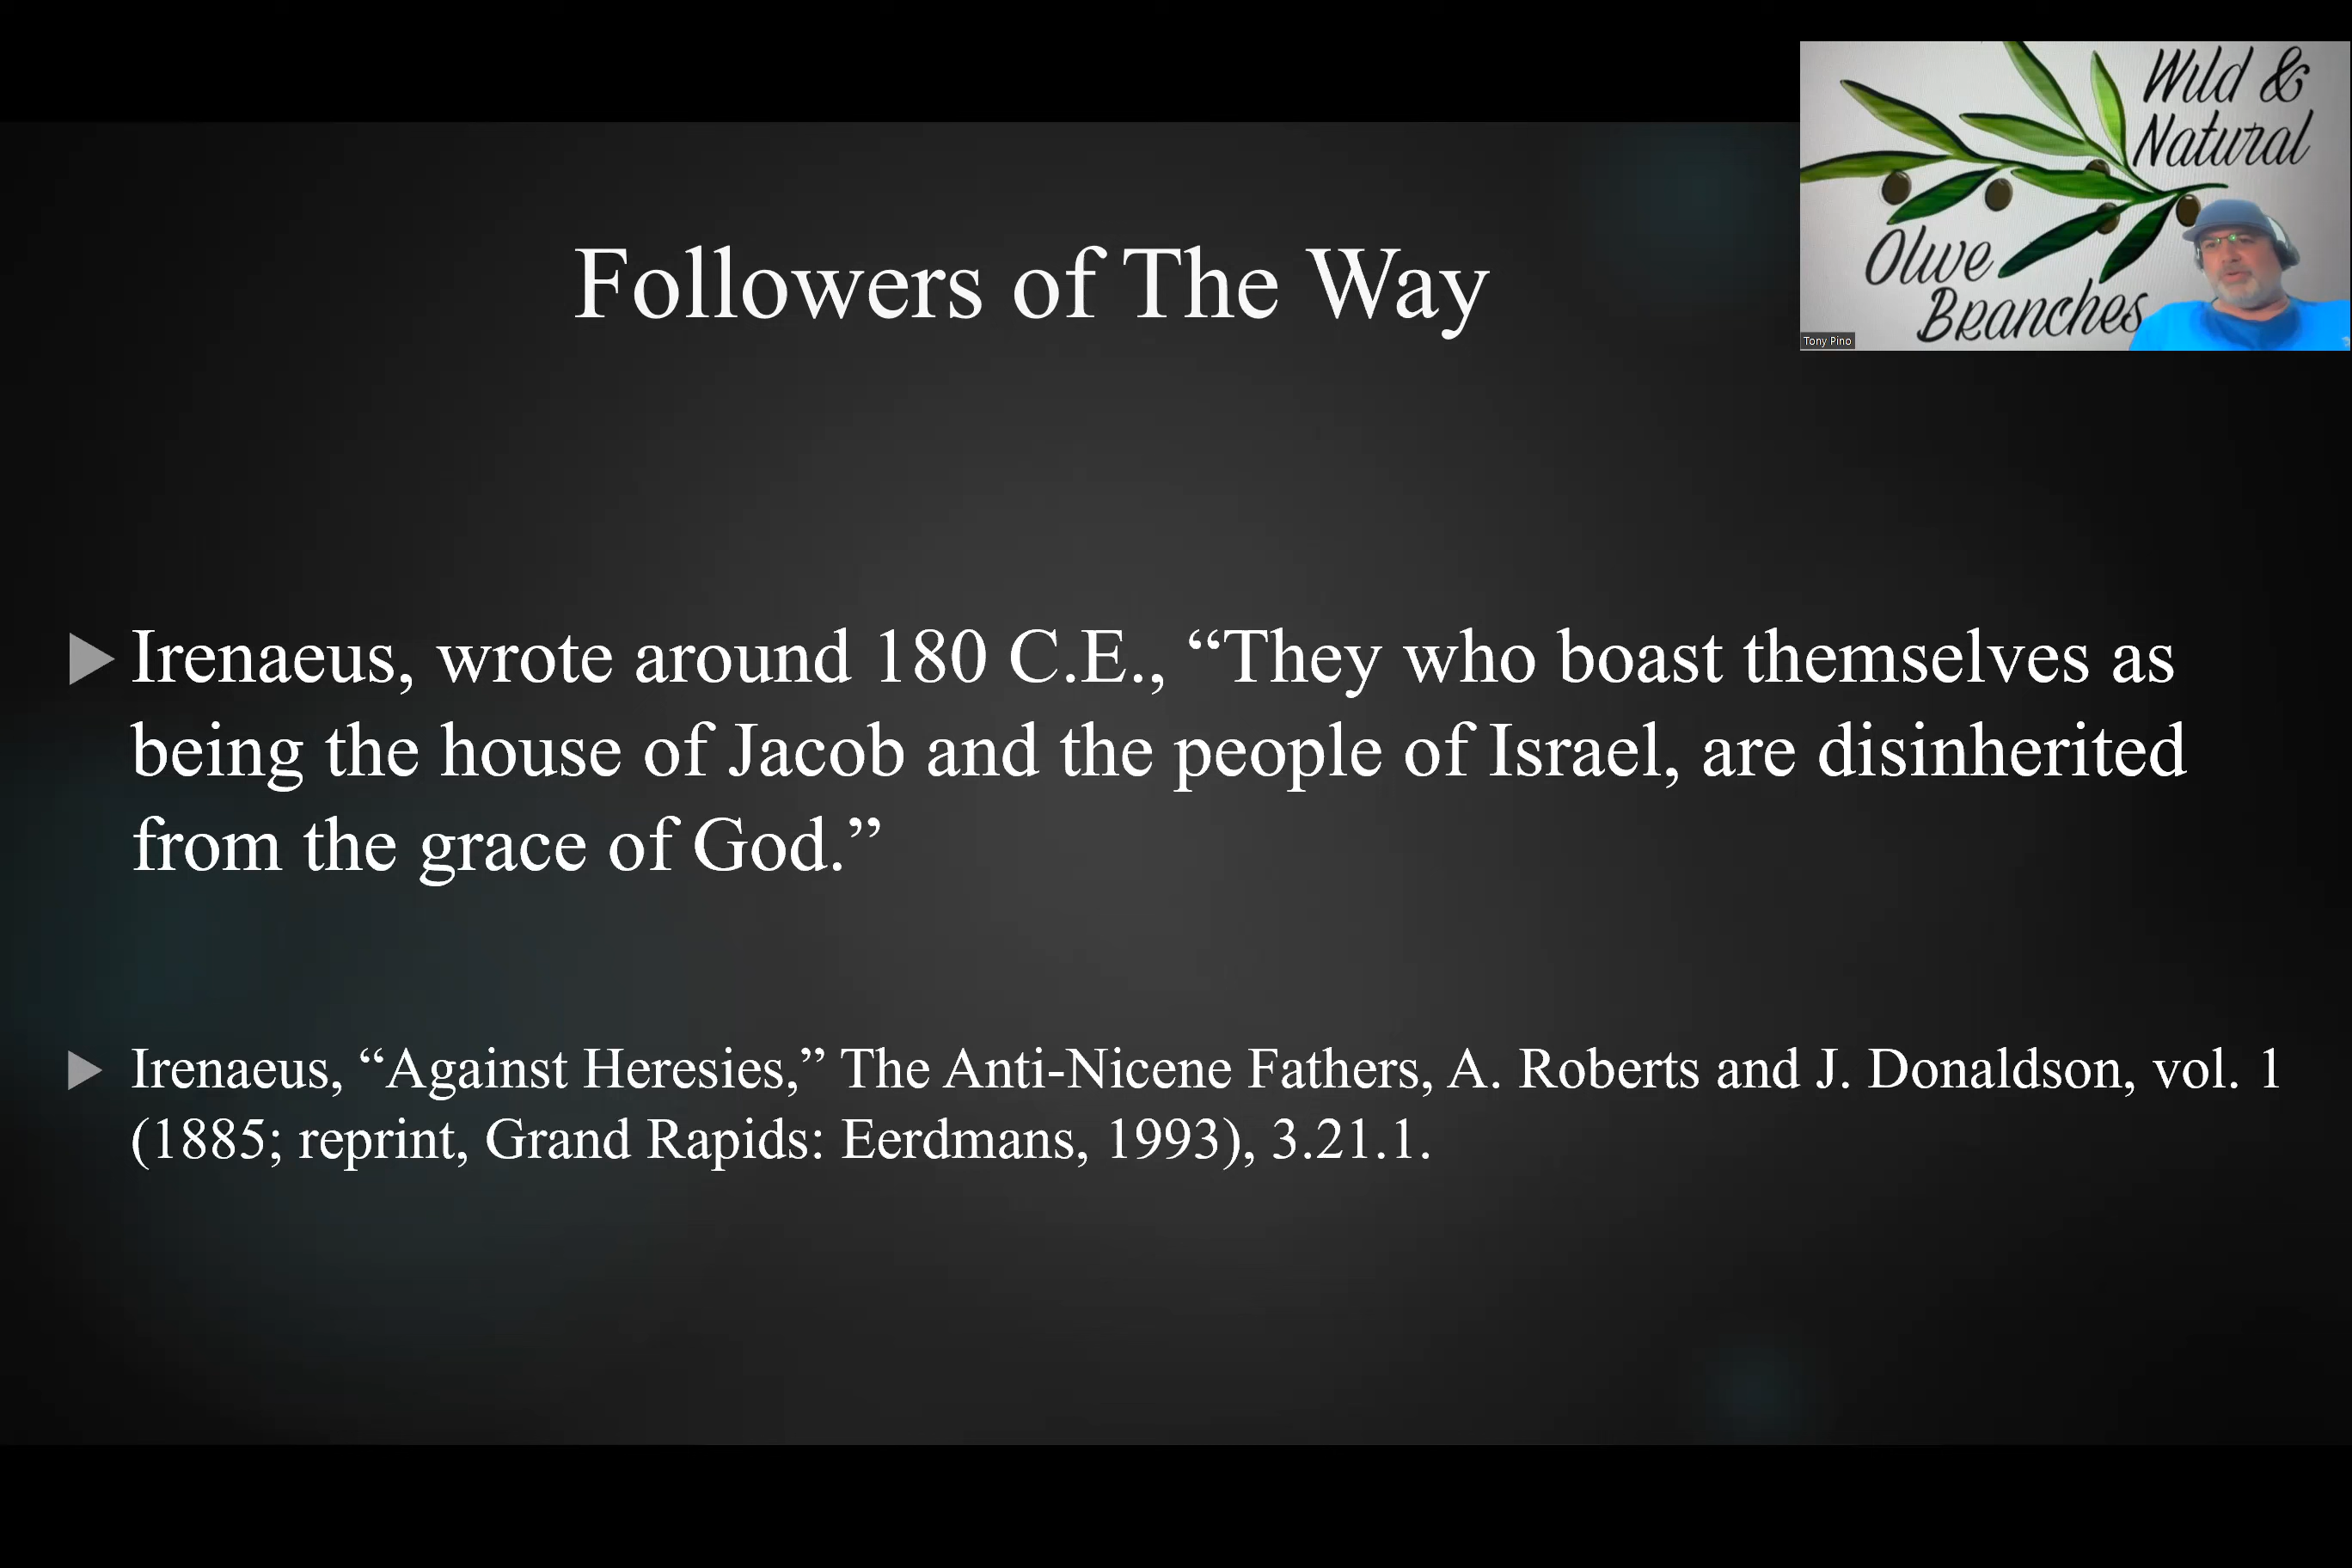 Wild &
Natural
Olive
Branches
Tony Pino
Followers of The Way
Irenaeus, wrote around 180 C.E., “They who boast themselves as
being the house of Jacob and the people of Israel, are disinherited
from the grace of God.”
Irenaeus, “Against Heresies,” The Anti-Nicene Fathers, A. Roberts and J. Donaldson, vol. 1
(1885; reprint, Grand Rapids: Eerdmans, 1993), 3.21.1.